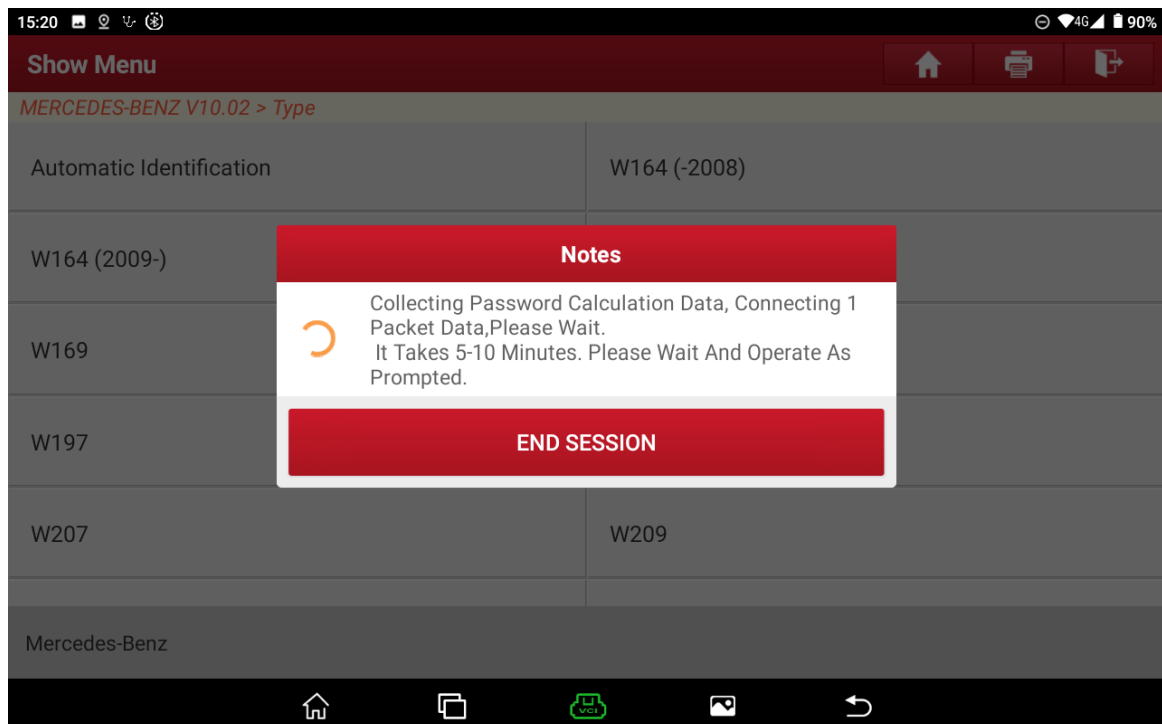 15:20 4G 90%
Show Menu
MERCEDES-BENZ V10.02 > Type
Automatic Identification W164 (-2008)
W164 (2009-)
Notes
Collecting Password Calculation Data, Connecting 1
Packet Data,Please Wait.
It Takes 5-10 Minutes. Please Wait And Operate As
Prompted.
W169
W197
END SESSION
W207 W209
Mercedes-Benz
VCI